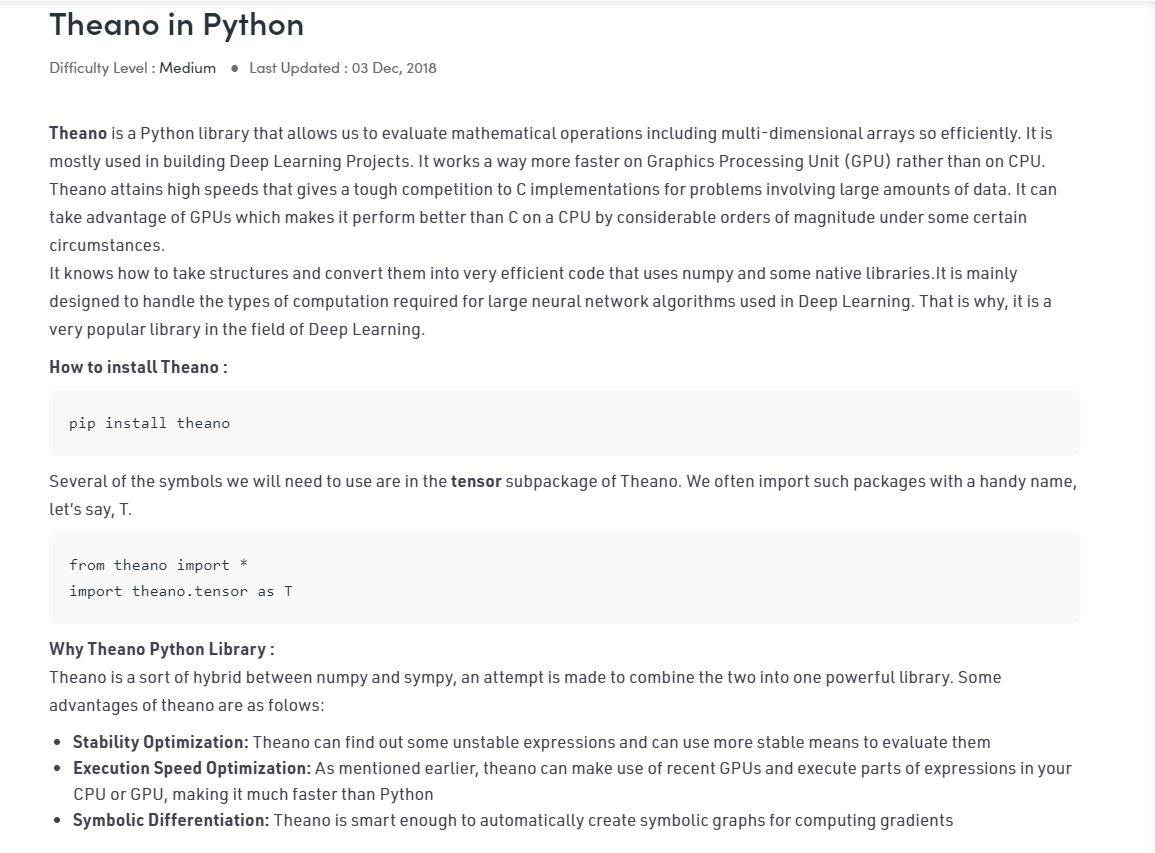 Theano in Python
Difficulty Level : Medium ● Last Updated : 03 Dec, 2018
Theano is a Python library that allows us to evaluate mathematical operations including multi-dimensional arrays so efficiently. It is
mostly used in building Deep Learning Projects. It works a way more faster on Graphics Processing Unit (GPU) rather than on CPU.
Theano attains high speeds that gives a tough competition to C implementations for problems involving large amounts of data. It can
take advantage of GPUs which makes it perform better than C on a CPU by considerable orders of magnitude under some certain
circumstances.
It knows how to take structures and convert them into very efficient code that uses numpy and some native libraries.It is mainly
designed to handle the types of computation required for large neural network algorithms used in Deep Learning. That is why, it is a
very popular library in the field of Deep Learning.
How to install Theano :
pip install theano
Several of the symbols we will need to use are in the tensor subpackage of Theano. We often import such packages with a handy name,
let’s say, T.
from theano import *
import theano.tensor as T
Why Theano Python Library :
Theano is a sort of hybrid between numpy and sympy, an attempt is made to combine the two into one powerful library. Some
advantages of theano are as folows:
• Stability Optimization: Theano can find out some unstable expressions and can use more stable means to evaluate them
• Execution Speed Optimization: As mentioned earlier, theano can make use of recent GPUs and execute parts of expressions in your
CPU or GPU, making it much faster than Python
• Symbolic Differentiation: Theano is smart enough to automatically create symbolic graphs for computing gradients